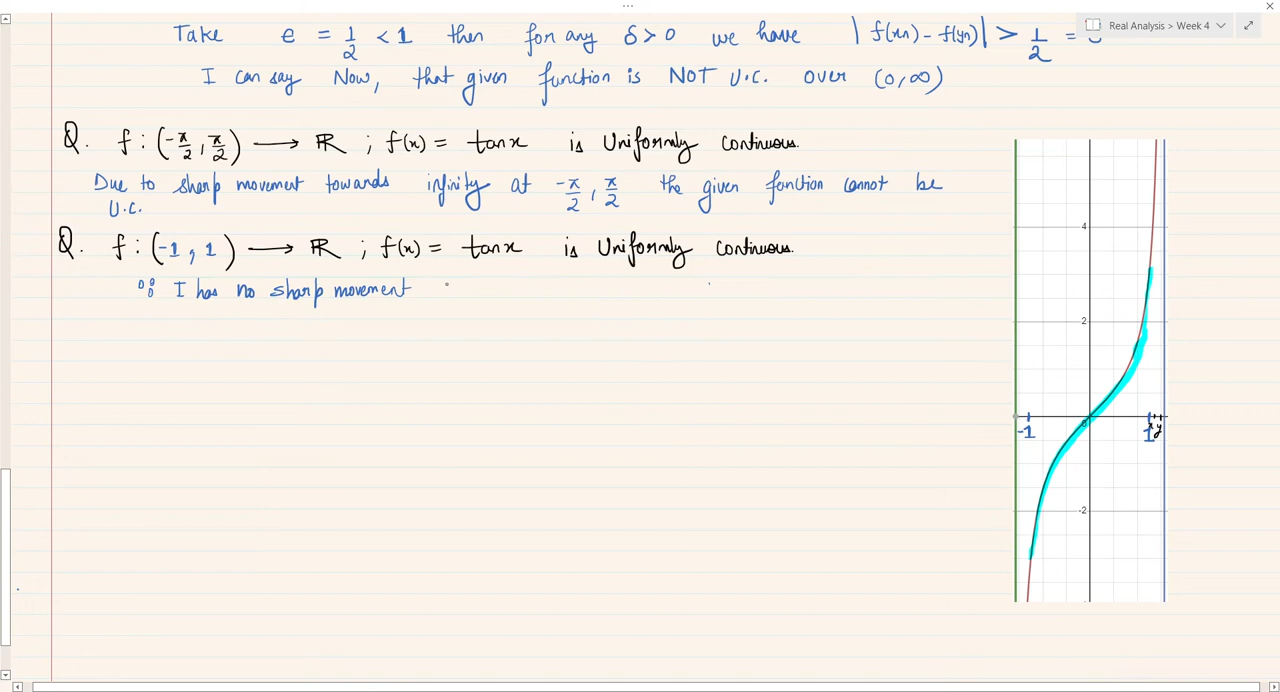 Real Analysis > Week 4
Take e = 1/2 < 1 then for any δ > 0 we have | f(xn) - f(yn)| > 1/2 =
I can say Now, that given function is NOT U.C. over (0, ∞)
Q. f : (-π/2, π/2) ⟶ ℝ ; f(x) = tanx is Uniformly continuous.
Due to sharp movement towards infinity at -π/2, π/2 the given function cannot be
U.C.
Q. f : (-1, 1) ⟶ ℝ ; f(x) = tanx is Uniformly continuous.
∵ I has no sharp movement
4
2
0
-1
1
x y
-2